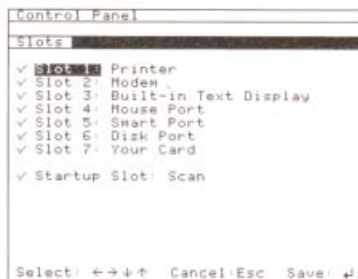 Control Panel
Slots
✓ Slot 1: Printer
✓ Slot 2: Modem
✓ Slot 3: Built-in Text Display
✓ Slot 4: Mouse Port
✓ Slot 5: Smart Port
✓ Slot 6: Disk Port
✓ Slot 7: Your Card
✓ Startup Slot: Scan
Select: ←→↓↑ Cancel:Esc Save: ↵